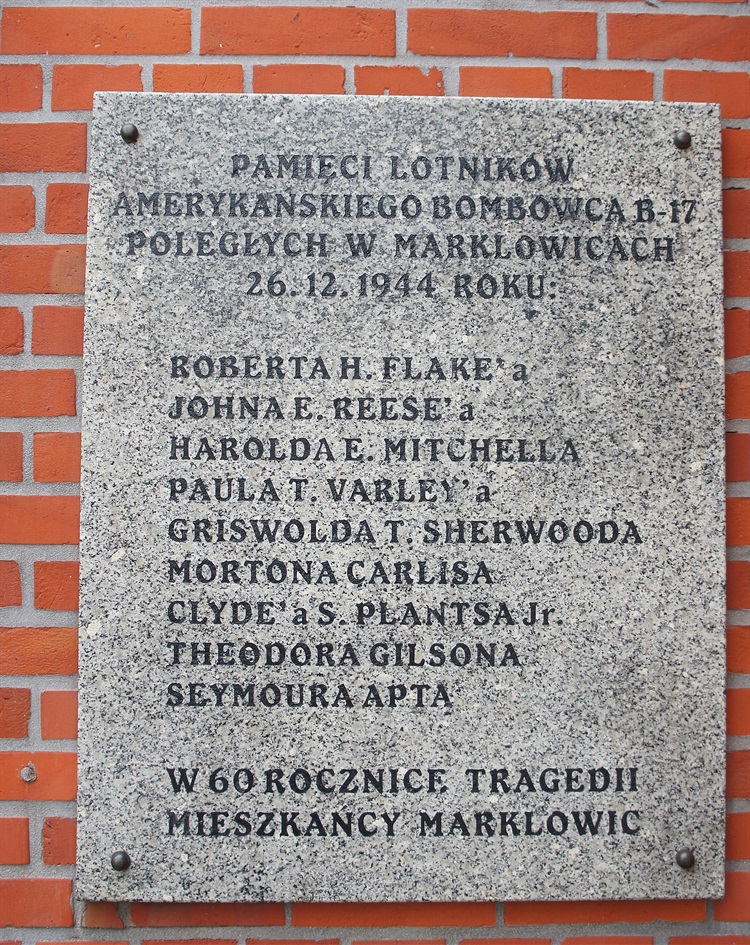 PAMIĘCI LOTNIKÓW
AMERYKAŃSKIEGO BOMBOWCA B-17
POLEGŁYCH W MARKLOWICACH
26.12.1944 ROKU:
ROBERTA H. FLAKE'a
JOHNA E. REESE'a
HAROLDA E. MITCHELLA
PAULA T. VARLEY'a
GRISWOLDA T. SHERWOODA
MORTONA CARLISA
CLYDE'a S. PLANTSA Jr.
THEODORA GILSONA
SEYMOURA APTA
W 60 ROCZNICĘ TRAGEDII
MIESZKAŃCY MARKLOWIC